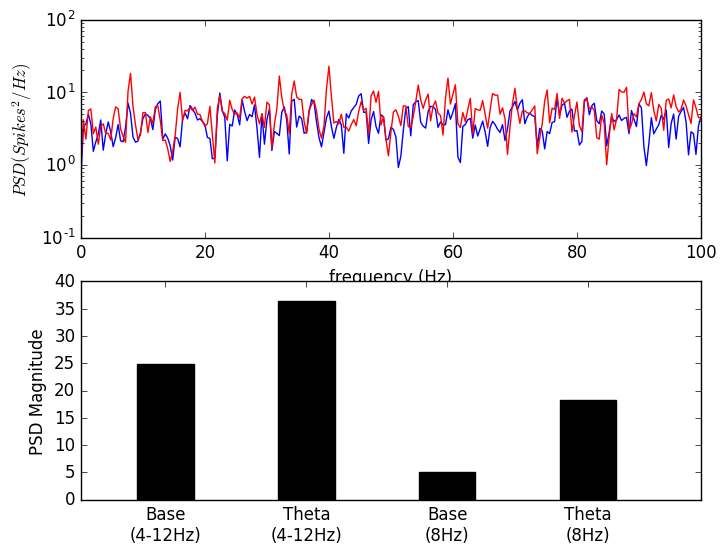 10^2
10^1
10^0
10^-1
PSD(Spikes^2/Hz)
0 20 40 60 80 100
frequency (Hz)
40
35
30
25
20
15
10
5
0
PSD Magnitude
Base Theta Base Theta
(4-12Hz) (4-12Hz) (8Hz) (8Hz)